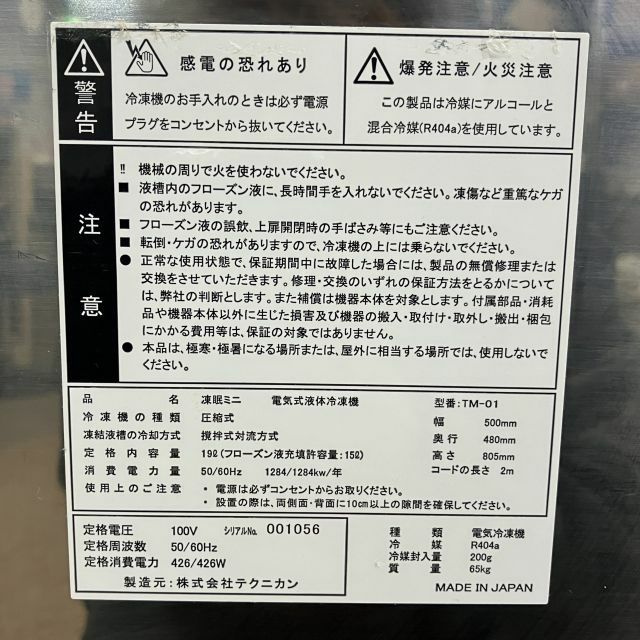 警告
感電の恐れあり
冷凍機のお手入れのときは必ず電源
プラグをコンセントから抜いてください。
爆発注意/火災注意
この製品は冷媒にアルコールと
混合冷媒(R404a)を使用しています。
注意
!! 機械の周りで火を使わないでください。
■ 液槽内のフローズン液に、長時間手を入れないでください。凍傷など重篤なケガ
の恐れがあります。
■ フローズン液の誤飲、上扉開閉時の手ばさみ等にもご注意ください。
■ 転倒・ケガの恐れがありますので、冷凍機の上には乗らないでください。
● 正常な使用状態で、保証期間中に故障した場合には、製品の無償修理または
交換をさせていただきます。修理・交換のいずれの保証方法をとるかについて
は、弊社の判断とします。また補償は機器本体を対象とします。付属部品・消耗
品や機器本体以外に生じた損害及び機器の搬入・取付け・取外し・搬出・梱包
にかかる費用等は、保証の対象ではありません。
● 本品は、極寒・極暑になる場所または、屋外に相当する場所では、使用しないで
ください。
品名 凍眠ミニ 電気式液体冷凍機 型番:TM-01
冷凍機の種類 圧縮式 幅 500mm
凍結液槽の冷却方式 攪拌式対流方式 奥行 480mm
定格内容量 19ℓ(フローズン液充填許容量:15ℓ) 高さ 805mm
消費電力量 50/60Hz 1284/1284kw/年 コードの長さ 2m
使用上のご注意 ・電源は必ずコンセントからお取りください。
・設置の際は、両側面・背面に10cm以上の隙間を確保してください。
定格電圧 100V シリアルNo. 001056
定格周波数 50/60Hz
定格消費電力 426/426W
製造元:株式会社テクニカン
種類 電気冷凍機
冷媒 R404a
冷媒封入量 200g
質量 65kg
MADE IN JAPAN